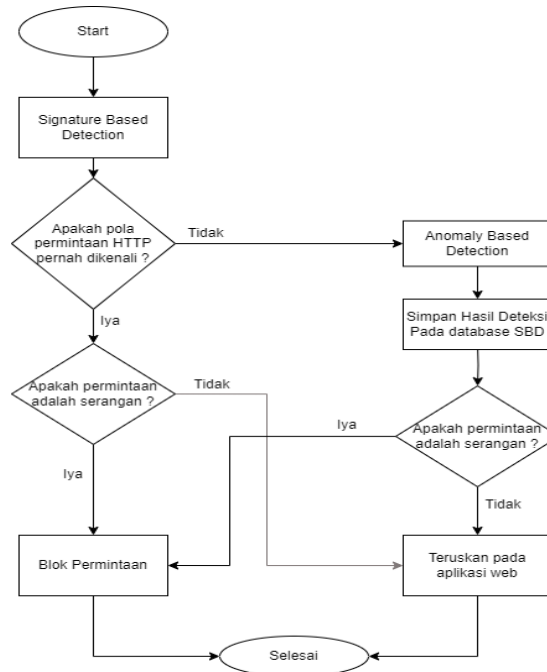 Start
Signature Based
Detection
Apakah pola
permintaan HTTP
pernah dikenali ?
Tidak
Anomaly Based
Detection
Simpan Hasil Deteksi
Pada database SBD
Iya
Apakah permintaan
adalah serangan ?
Tidak
Iya
Apakah permintaan
adalah serangan ?
Iya
Tidak
Blok Permintaan
Teruskan pada
aplikasi web
Selesai